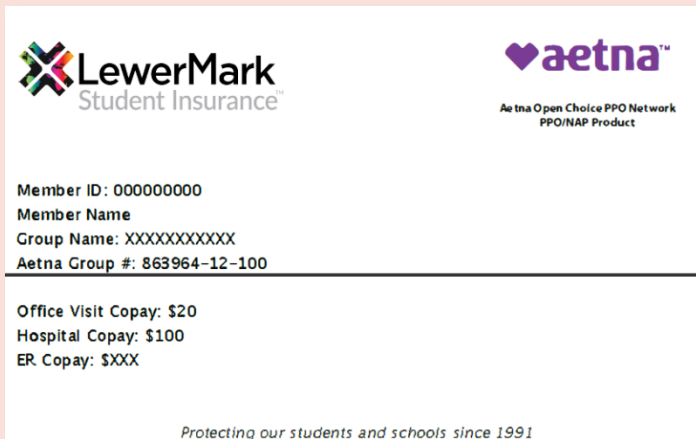 LewerMark
Student Insurance™
aetna™
Aetna Open Choice PPO Network
PPO/NAP Product
Member ID: 000000000
Member Name
Group Name: XXXXXXXXXXX
Aetna Group #: 863964-12-100
Office Visit Copay: $20
Hospital Copay: $100
ER Copay: $XXX
Protecting our students and schools since 1991